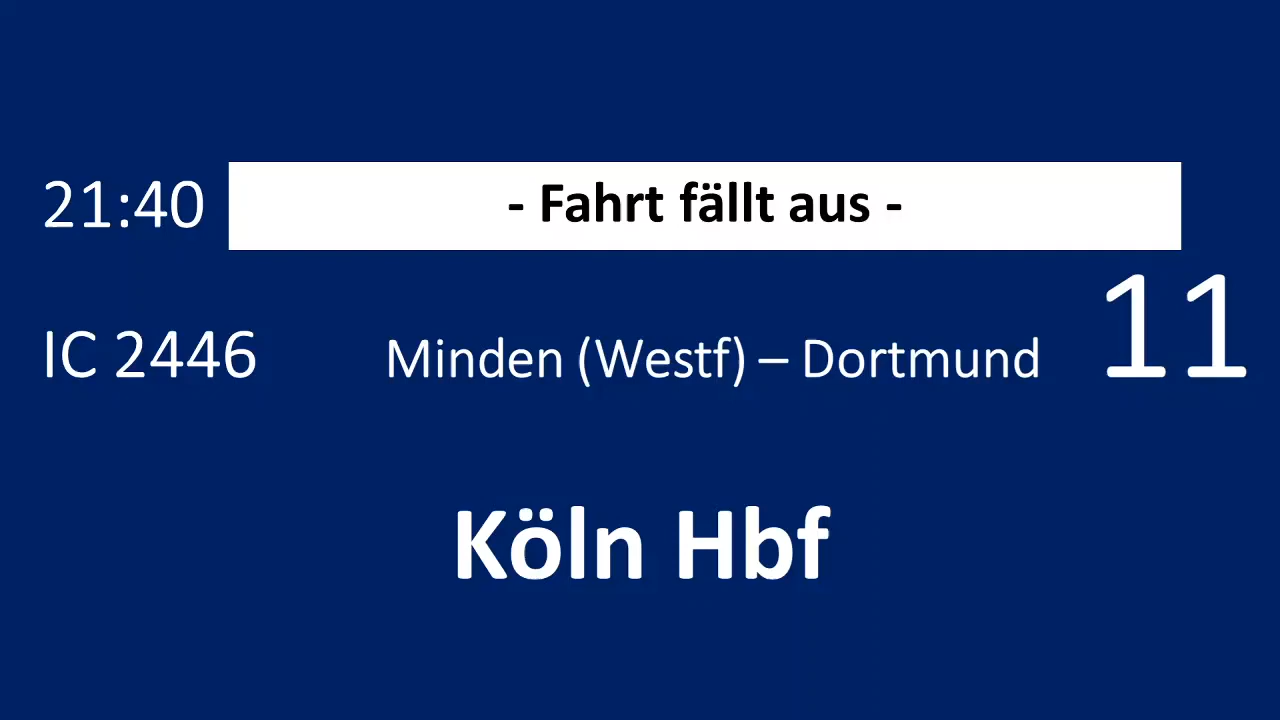 21:40 - Fahrt fällt aus -
IC 2446 Minden (Westf) – Dortmund 11
Köln Hbf